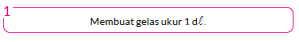 1
Membuat gelas ukur 1 dℓ.